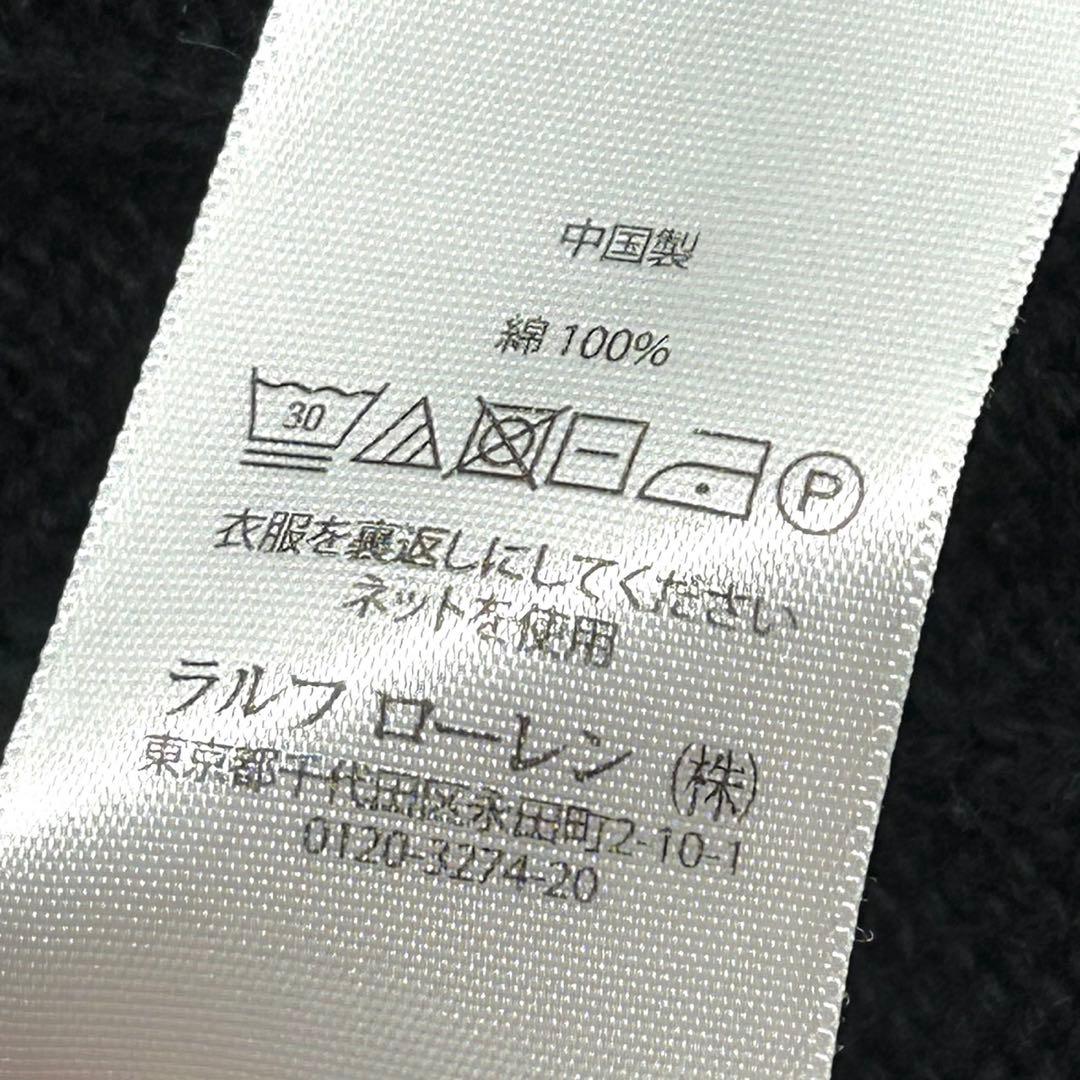 中国製
綿 100%
30 P
衣服を裏返しにしてください
ネットを使用
ラルフ ローレン (株)
東京都千代田区永田町2-10-1
0120-3274-20